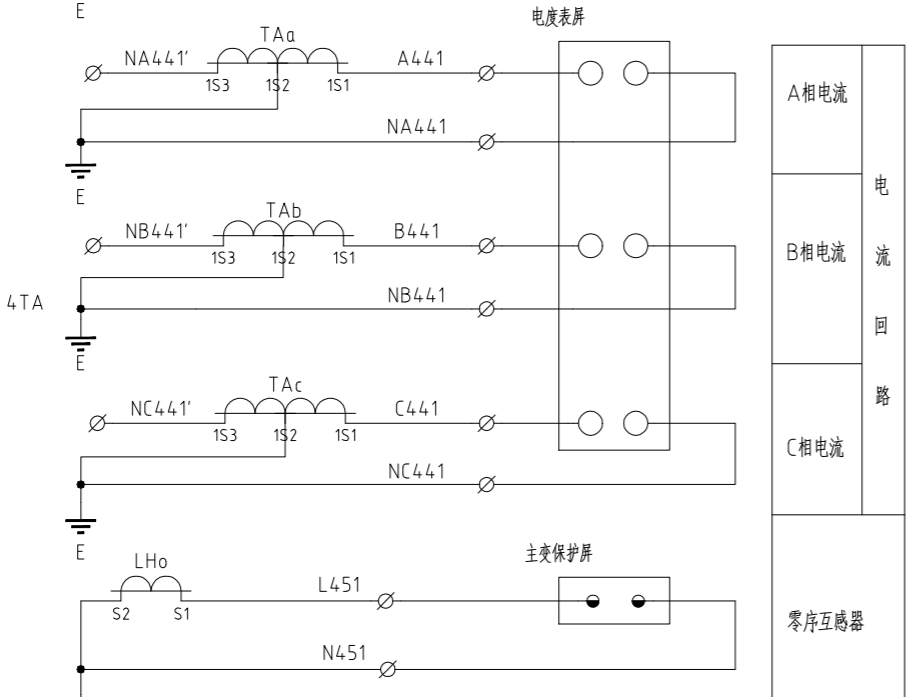 E
电度表屏
TAa
NA441'
A441
1S3
1S2
1S1
A相电流
NA441
E
TAb
NB441'
B441
1S3
1S2
1S1
B相电流
4TA
NB441
E
TAc
NC441'
C441
1S3
1S2
1S1
C相电流
NC441
电流回路
E
LHo
主变保护屏
L451
S2
S1
零序互感器
N451